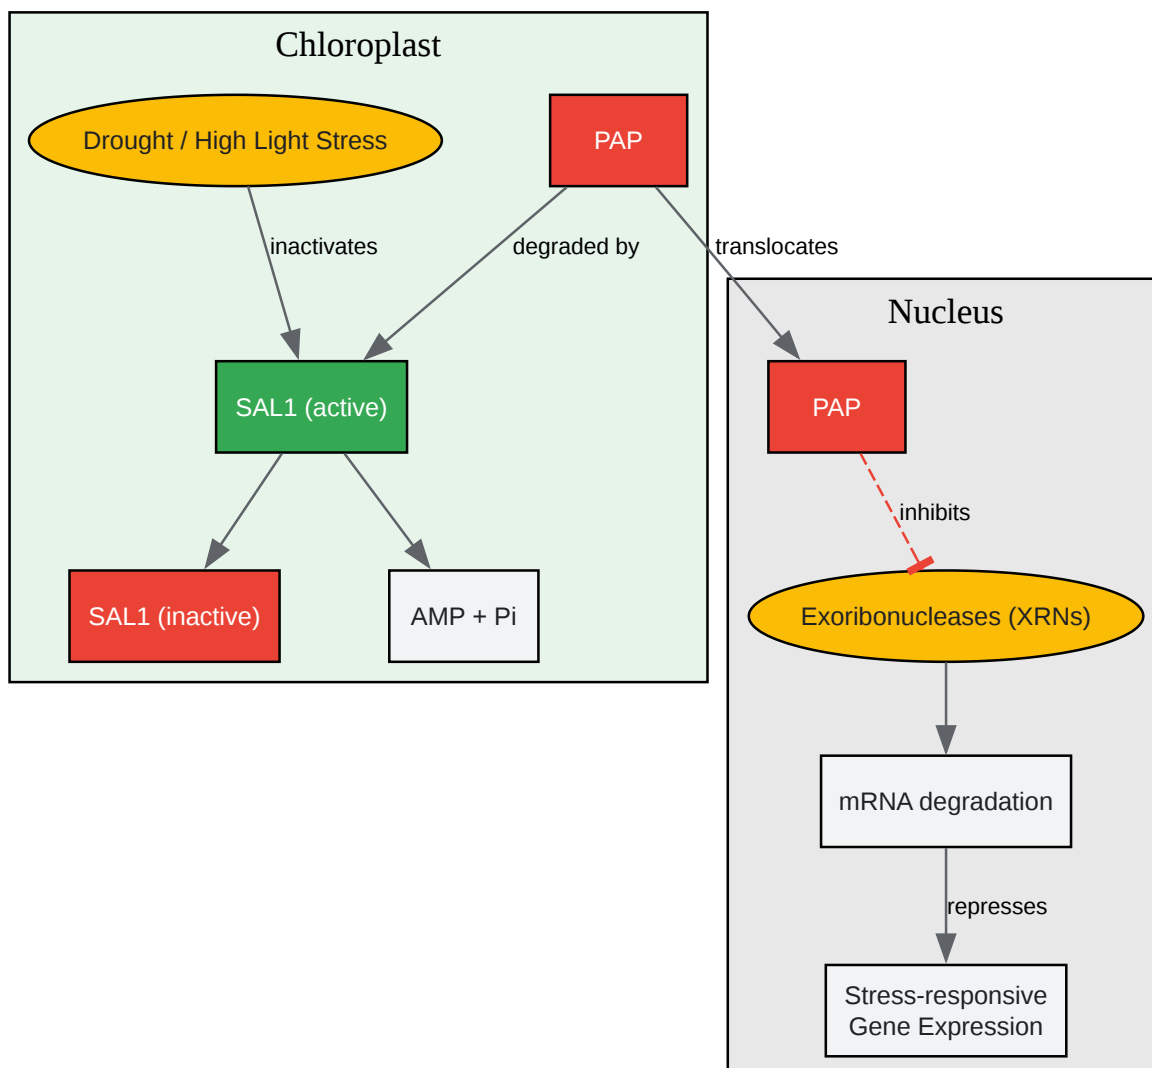 Chloroplast
Drought / High Light Stress
PAP
inactivates
degraded by
translocates
Nucleus
SAL1 (active)
PAP
inhibits
SAL1 (inactive)
AMP + Pi
Exoribonucleases (XRNs)
mRNA degradation
represses
Stress-responsive
Gene Expression